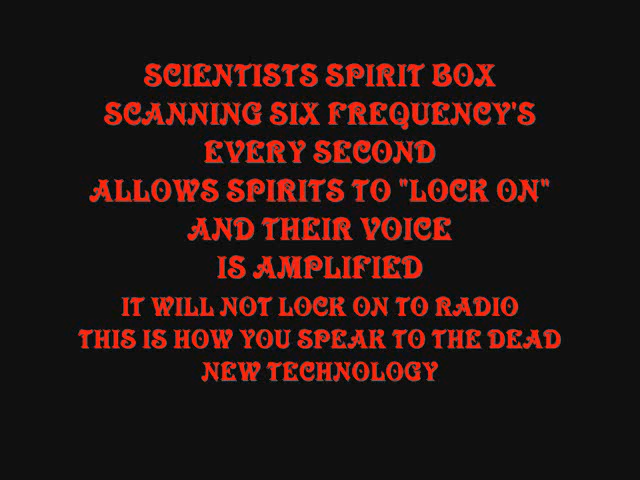 SCIENTISTS SPIRIT BOX
SCANNING SIX FREQUENCY'S
EVERY SECOND
ALLOWS SPIRITS TO "LOCK ON"
AND THEIR VOICE
IS AMPLIFIED
IT WILL NOT LOCK ON TO RADIO
THIS IS HOW YOU SPEAK TO THE DEAD
NEW TECHNOLOGY